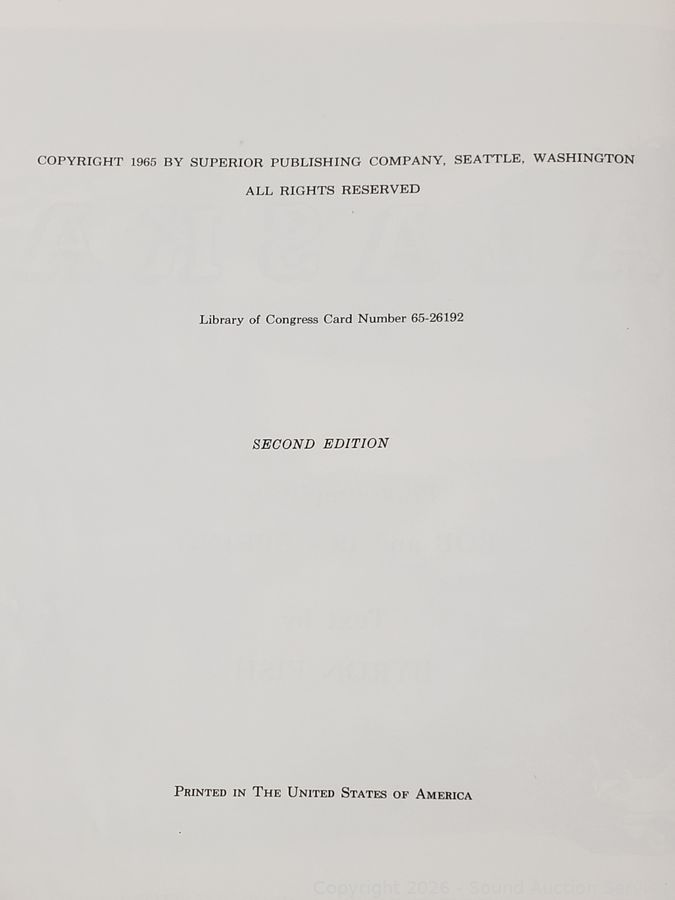 COPYRIGHT 1965 BY SUPERIOR PUBLISHING COMPANY, SEATTLE, WASHINGTON
ALL RIGHTS RESERVED
Library of Congress Card Number 65-26192
SECOND EDITION
PRINTED IN THE UNITED STATES OF AMERICA
Copyright 2026 - Sound Auction Service